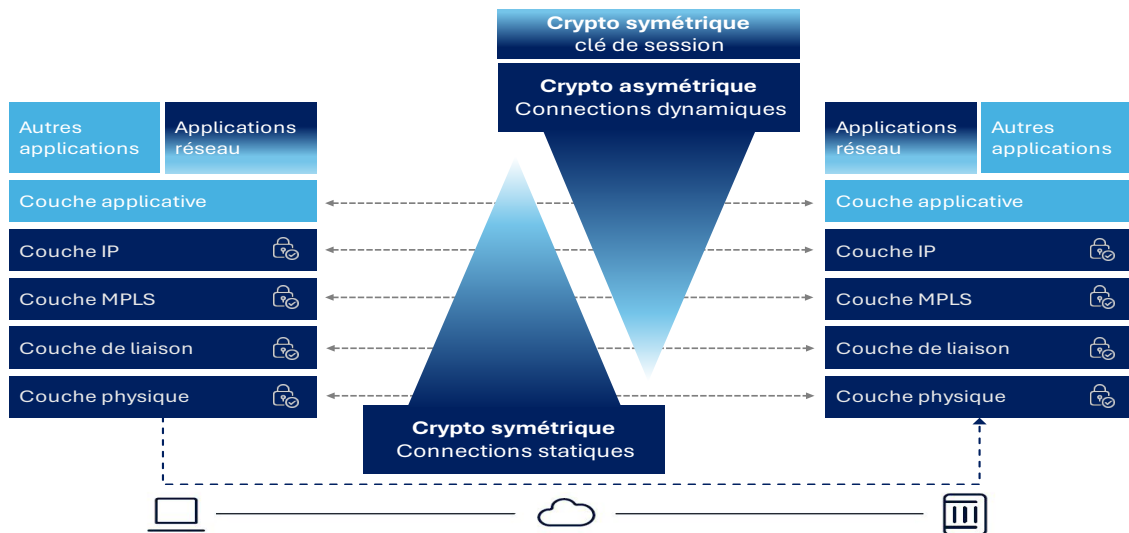 Crypto symétrique
clé de session
Crypto asymétrique
Connections dynamiques
Autres
applications
Applications
réseau
Applications
réseau
Autres
applications
Couche applicative
Couche applicative
Couche IP
Couche IP
Couche MPLS
Couche MPLS
Couche de liaison
Couche de liaison
Couche physique
Couche physique
Crypto symétrique
Connections statiques